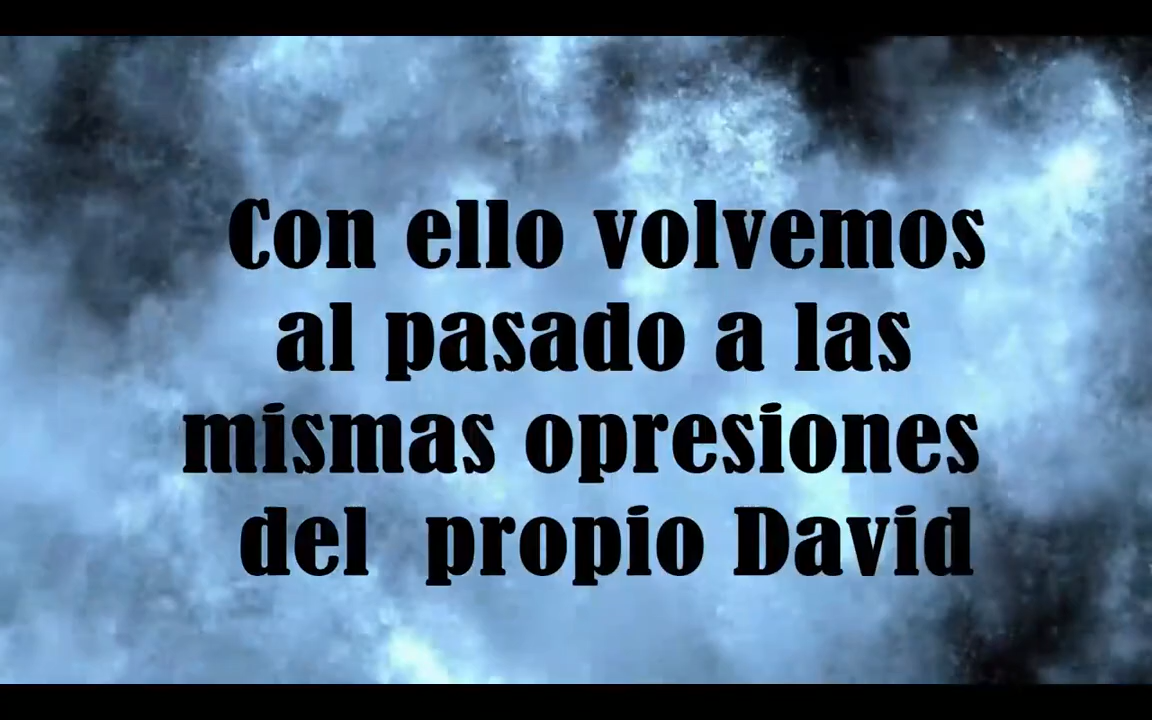 Con ello volvemos
al pasado a las
mismas opresiones
del propio David